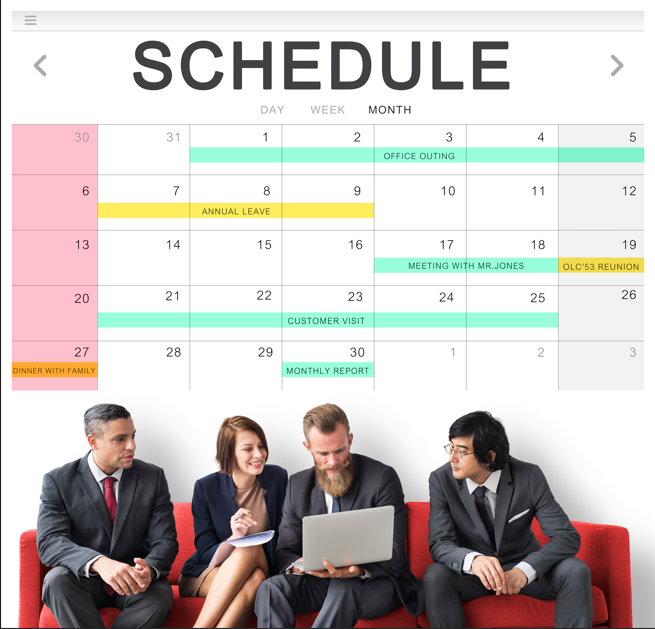 SCHEDULE
DAY WEEK MONTH
30 31 1 2 3 4 5
OFFICE OUTING
6 7 8 9 10 11 12
ANNUAL LEAVE
13 14 15 16 17 18 19
MEETING WITH MR.JONES OLC'53 REUNION
20 21 22 23 24 25 26
CUSTOMER VISIT
27 28 29 30 1 2 3
DINNER WITH FAMILY MONTHLY REPORT